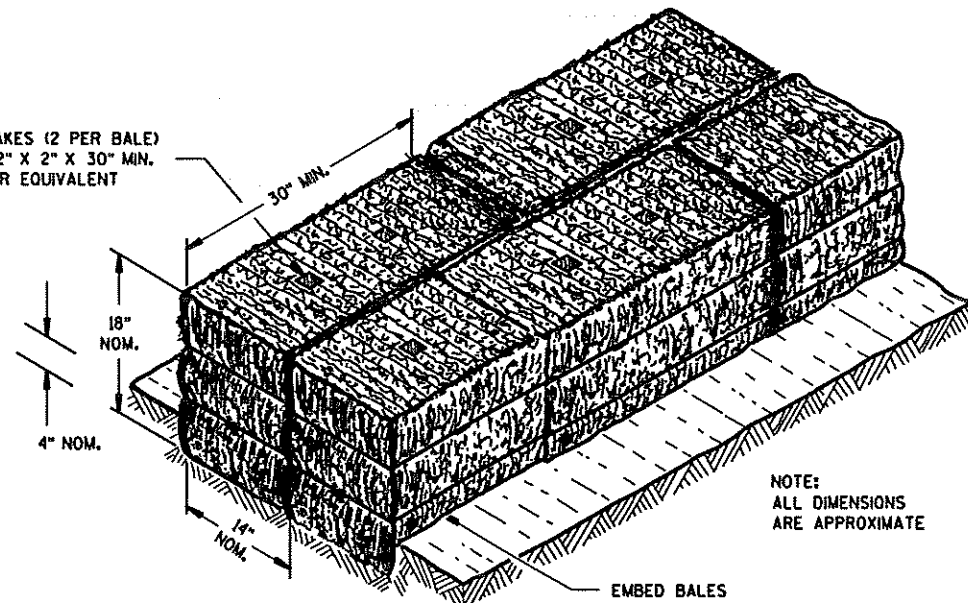 AKES (2 PER BALE)
2" X 2" X 30" MIN.
R EQUIVALENT
30" MIN.
18"
NOM.
4" NOM.
14"
NOM.
NOTE:
ALL DIMENSIONS
ARE APPROXIMATE
EMBED BALES